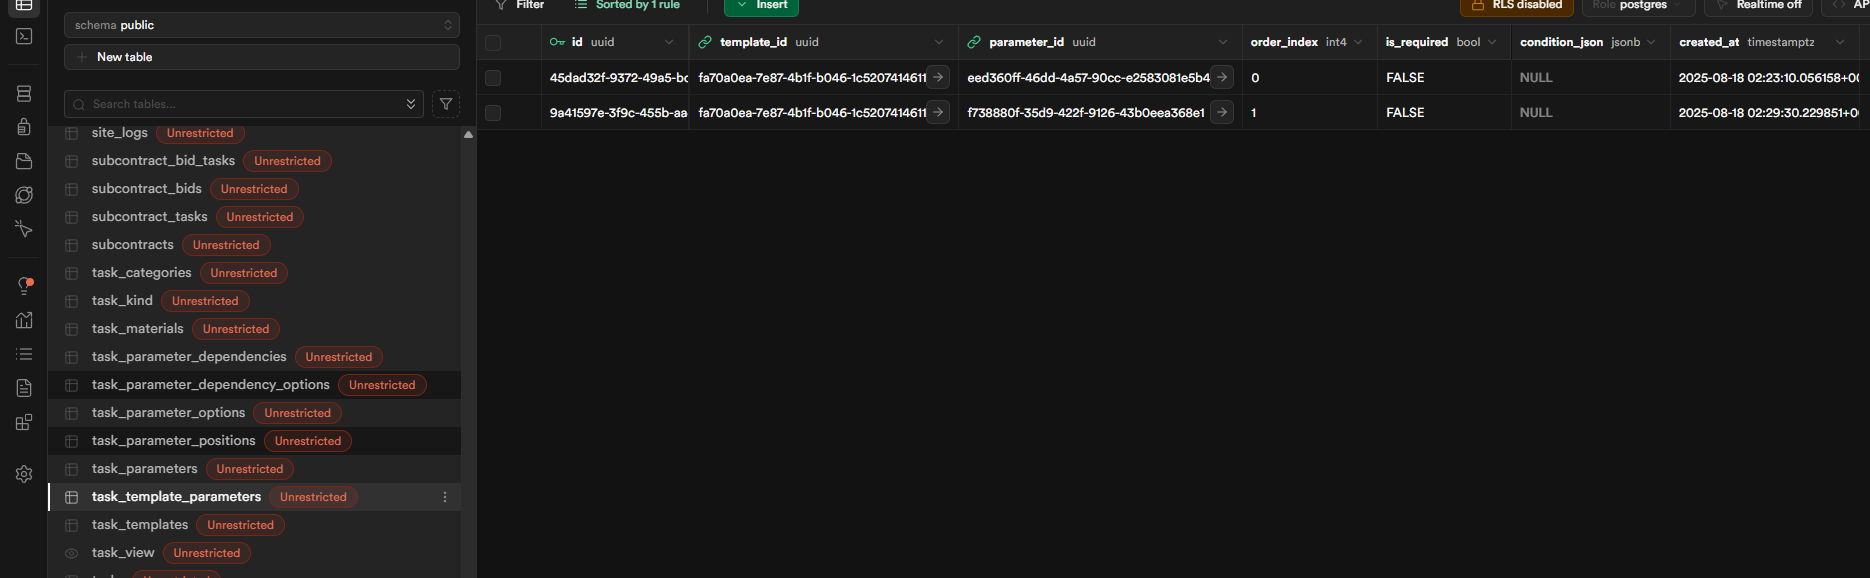 schema public
New table
Search tables...
site_logs Unrestricted
subcontract_bid_tasks Unrestricted
subcontract_bids Unrestricted
subcontract_tasks Unrestricted
subcontracts Unrestricted
task_categories Unrestricted
task_kind Unrestricted
task_materials Unrestricted
task_parameter_dependencies Unrestricted
task_parameter_dependency_options Unrestricted
task_parameter_options Unrestricted
task_parameter_positions Unrestricted
task_parameters Unrestricted
task_template_parameters Unrestricted
task_templates Unrestricted
task_view Unrestricted
Filter Sorted by 1 rule Insert RLS disabled Role postgres Realtime off AP
id uuid template_id uuid parameter_id uuid order_index int4 is_required bool condition_json jsonb created_at timestamptz
45dad32f-9372-49a5-bc fa70a0ea-7e87-4b1f-b046-1c5207414611 eed360ff-46dd-4a57-90cc-e2583081e5b4 0 FALSE NULL 2025-08-18 02:23:10.056158+00
9a41597e-3f9c-455b-aa fa70a0ea-7e87-4b1f-b046-1c5207414611 f738880f-35d9-422f-9126-43b0eea368e1 1 FALSE NULL 2025-08-18 02:29:30.229851+00